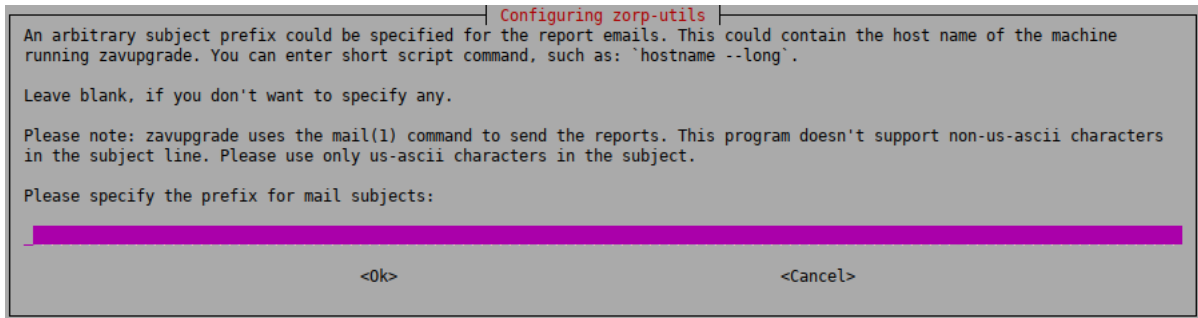 Configuring zorp-utils
An arbitrary subject prefix could be specified for the report emails. This could contain the host name of the machine
running zavupgrade. You can enter short script command, such as: `hostname --long`.
Leave blank, if you don't want to specify any.
Please note: zavupgrade uses the mail(1) command to send the reports. This program doesn't support non-us-ascii characters
in the subject line. Please use only us-ascii characters in the subject.
Please specify the prefix for mail subjects:
<Ok> <Cancel>